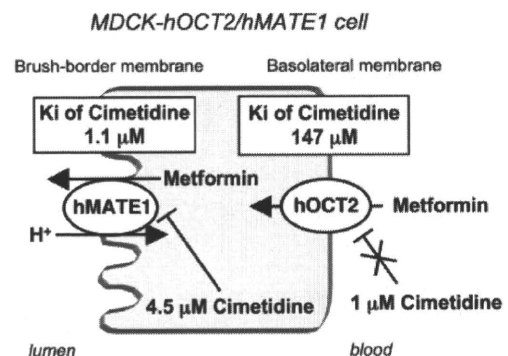 MDCK-hOCT2/hMATE1 cell
Brush-border membrane
Basolateral membrane
Ki of Cimetidine
1.1 μM
Ki of Cimetidine
147 μM
Metformin
hMATE1
H⁺
hOCT2
Metformin
4.5 μM Cimetidine
1 μM Cimetidine
lumen
blood